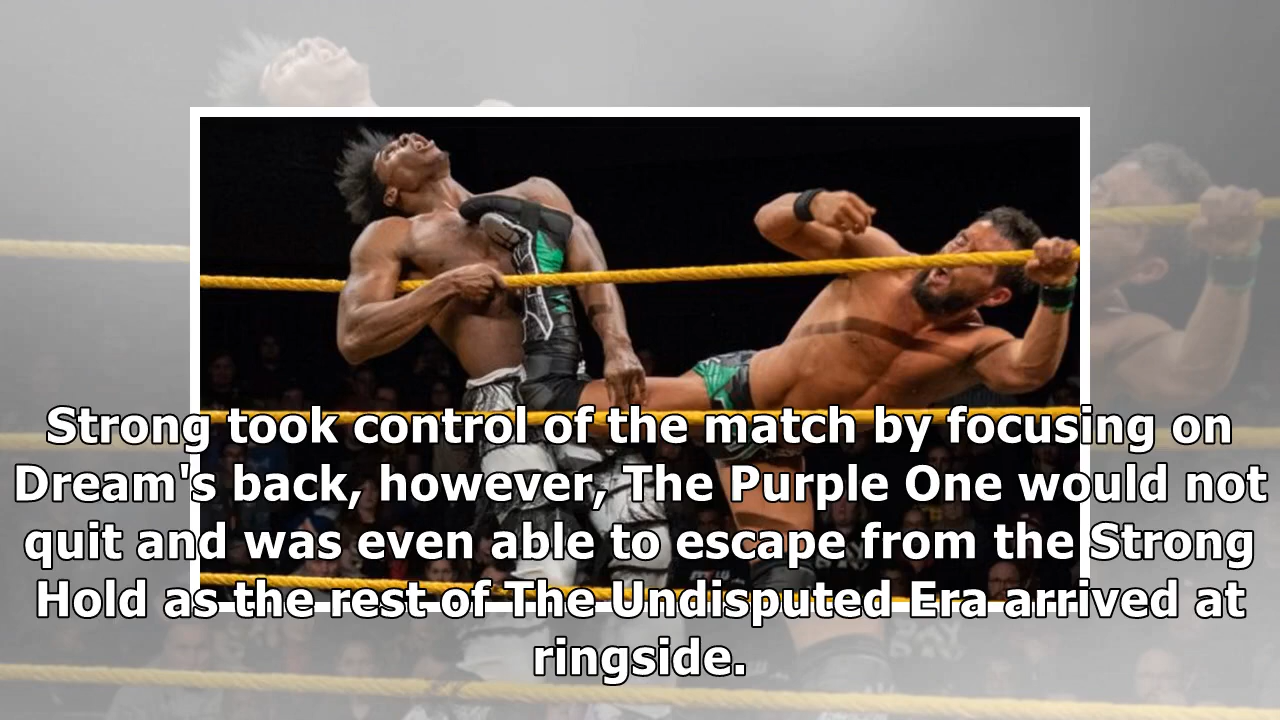 Strong took control of the match by focusing on
Dream's back, however, The Purple One would not
quit and was even able to escape from the Strong
Hold as the rest of The Undisputed Era arrived at
ringside.